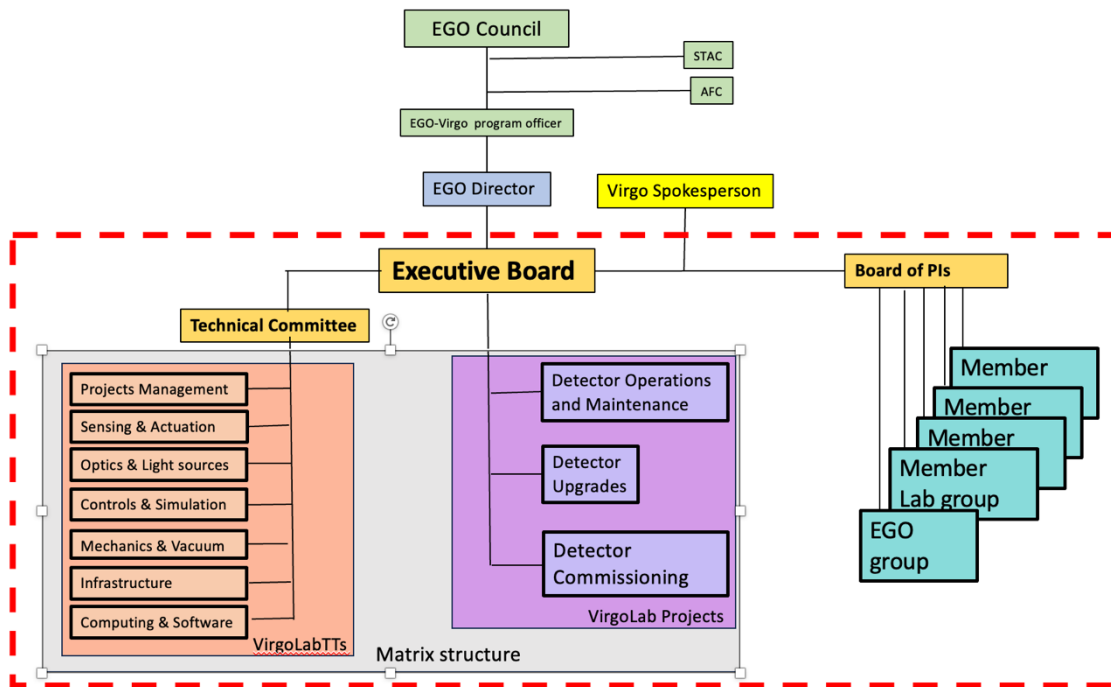 EGO Council
STAC
AFC
EGO-Virgo program officer
EGO Director
Virgo Spokesperson
Executive Board
Board of PIs
Technical Committee
Projects Management
Sensing & Actuation
Optics & Light sources
Controls & Simulation
Mechanics & Vacuum
Infrastructure
Computing & Software
VirgoLabTTs
Detector Operations
and Maintenance
Detector
Upgrades
Detector
Commissioning
VirgoLab Projects
Matrix structure
Member
Member
Member
Member
Lab group
EGO
group